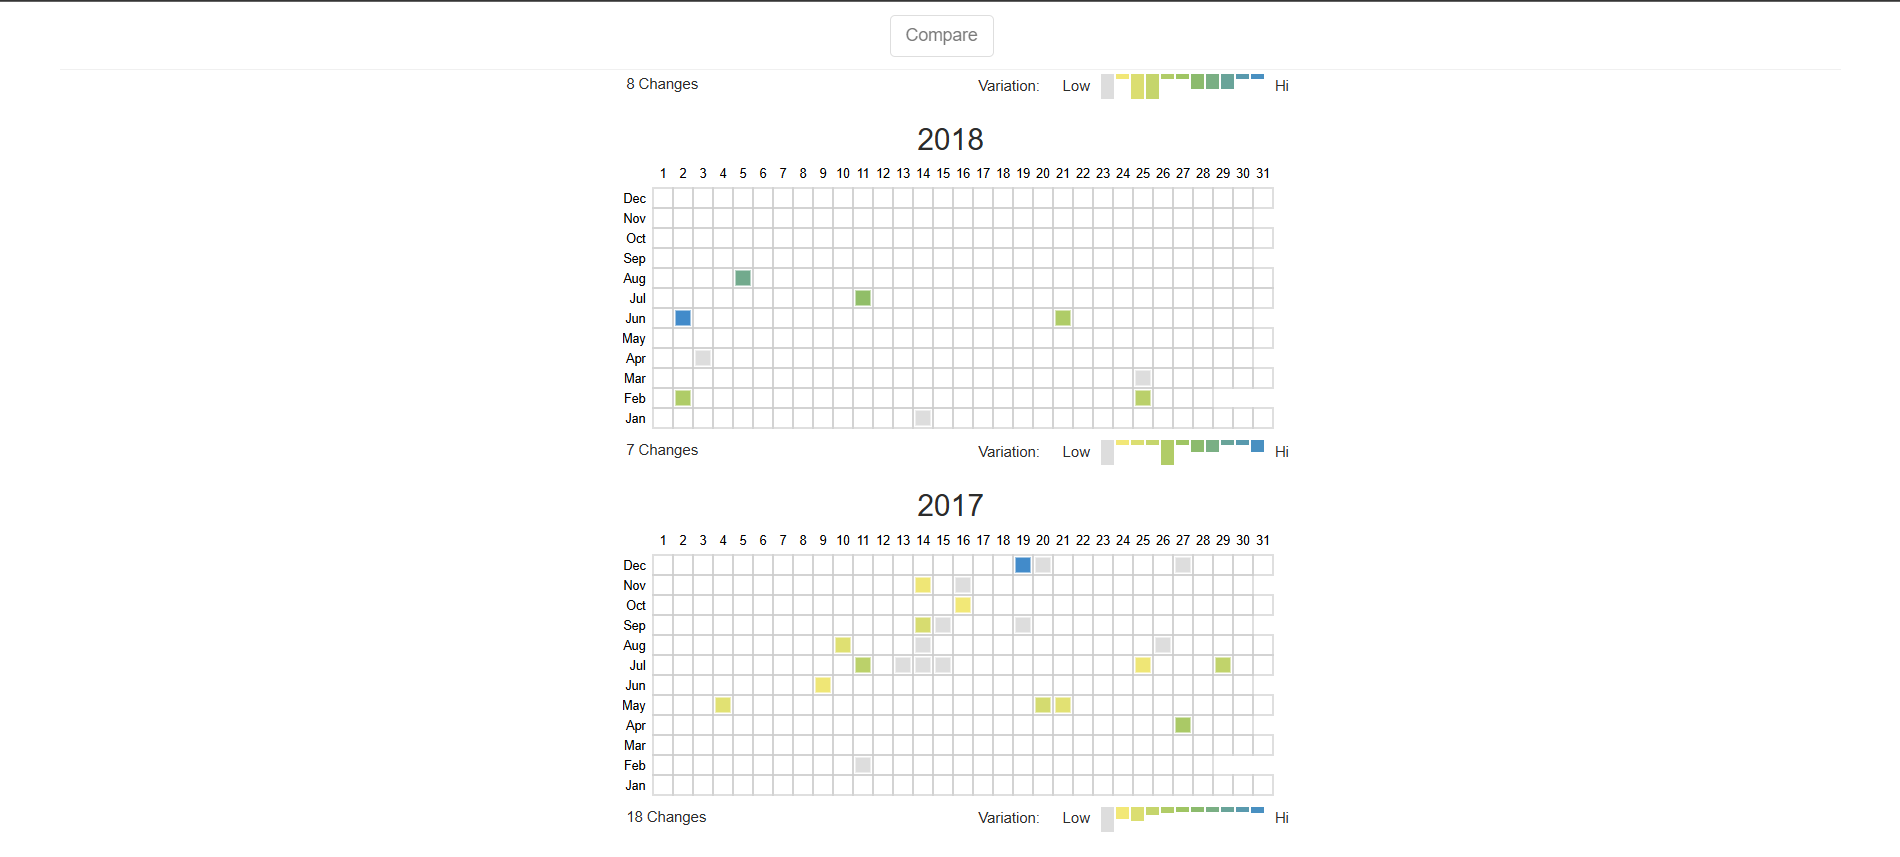 Compare
8 Changes Variation: Low Hi
2018
1 2 3 4 5 6 7 8 9 10 11 12 13 14 15 16 17 18 19 20 21 22 23 24 25 26 27 28 29 30 31
Dec
Nov
Oct
Sep
Aug
Jul
Jun
May
Apr
Mar
Feb
Jan
7 Changes Variation: Low Hi
2017
1 2 3 4 5 6 7 8 9 10 11 12 13 14 15 16 17 18 19 20 21 22 23 24 25 26 27 28 29 30 31
Dec
Nov
Oct
Sep
Aug
Jul
Jun
May
Apr
Mar
Feb
Jan
18 Changes Variation: Low Hi